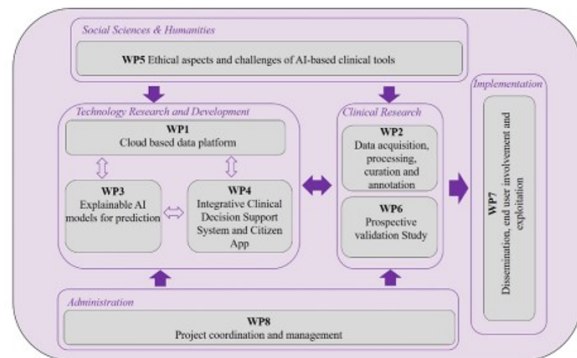 Social Sciences & Humanities
WP5 Ethical aspects and challenges of AI-based clinical tools
Technology Research and Development
WP1
Cloud based data platform
WP3
Explainable AI
models for prediction
WP4
Integrative Clinical
Decision Support
System and Citizen
App
Clinical Research
WP2
Data acquisition,
processing,
curation and
annotation
WP6
Prospective
validation Study
Implementation
WP7
Dissemination, end user involvement and
exploitation
Administration
WP8
Project coordination and management